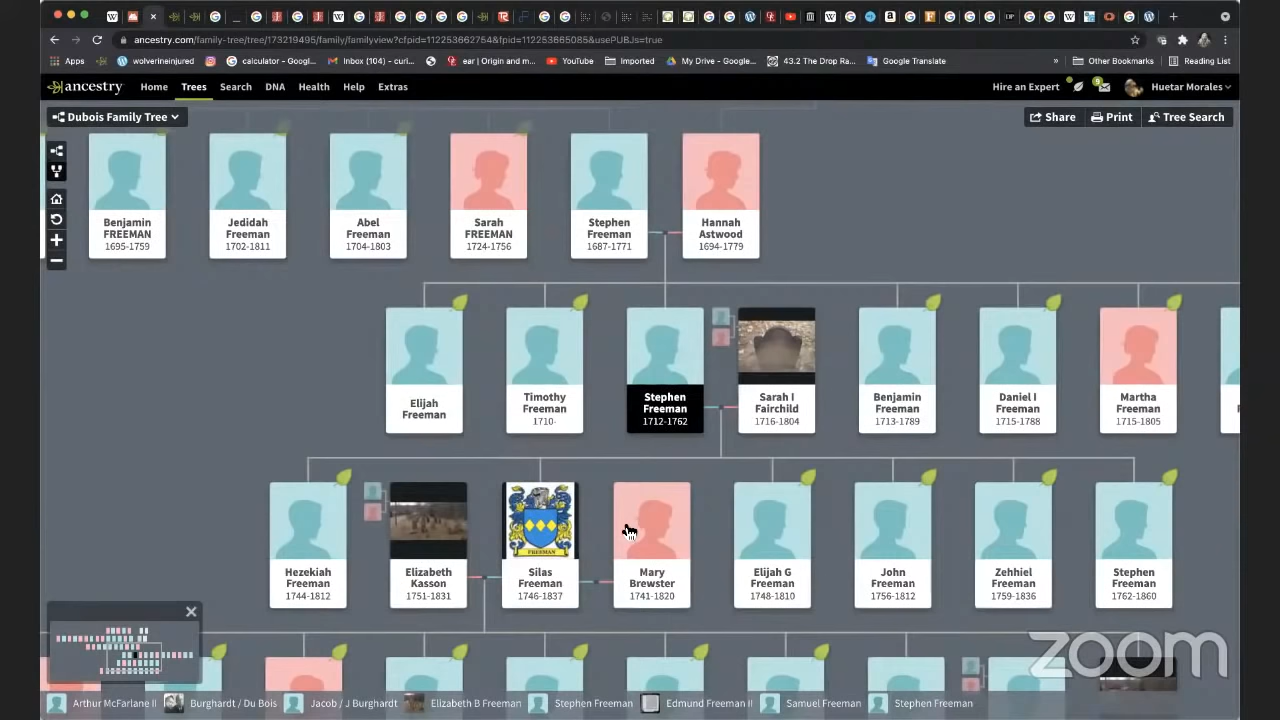 ancestry.com/family-tree/tree/173219495/family/familyview?cfpid=112253662754&fpid=112253665085&usePUBJs=true
Apps wolverineinjured calculator - Googl... Inbox (104) - curi... ear | Origin and m... YouTube Imported My Drive - Google... 43.2 The Drop Ra... Google Translate » Other Bookmarks Reading List
ancestry Home Trees Search DNA Health Help Extras Hire an Expert 9 Huetar Morales
Dubois Family Tree Share Print Tree Search
Benjamin FREEMAN 1695-1759
Jedidah Freeman 1702-1811
Abel Freeman 1704-1803
Sarah FREEMAN 1724-1756
Stephen Freeman 1687-1771
Hannah Astwood 1694-1779
Elijah Freeman
Timothy Freeman 1710-
Stephen Freeman 1712-1762
Sarah I Fairchild 1716-1804
Benjamin Freeman 1713-1789
Daniel I Freeman 1715-1788
Martha Freeman 1715-1805
FREEMAN
Hezekiah Freeman 1744-1812
Elizabeth Kasson 1751-1831
Silas Freeman 1746-1837
Mary Brewster 1741-1820
Elijah G Freeman 1748-1810
John Freeman 1756-1812
Zehhiel Freeman 1759-1836
Stephen Freeman 1762-1860
zoom
Arthur McFarlane II Burghardt / Du Bois Jacob / J Burghardt Elizabeth B Freeman Stephen Freeman Edmund Freeman II Samuel Freeman Stephen Freeman